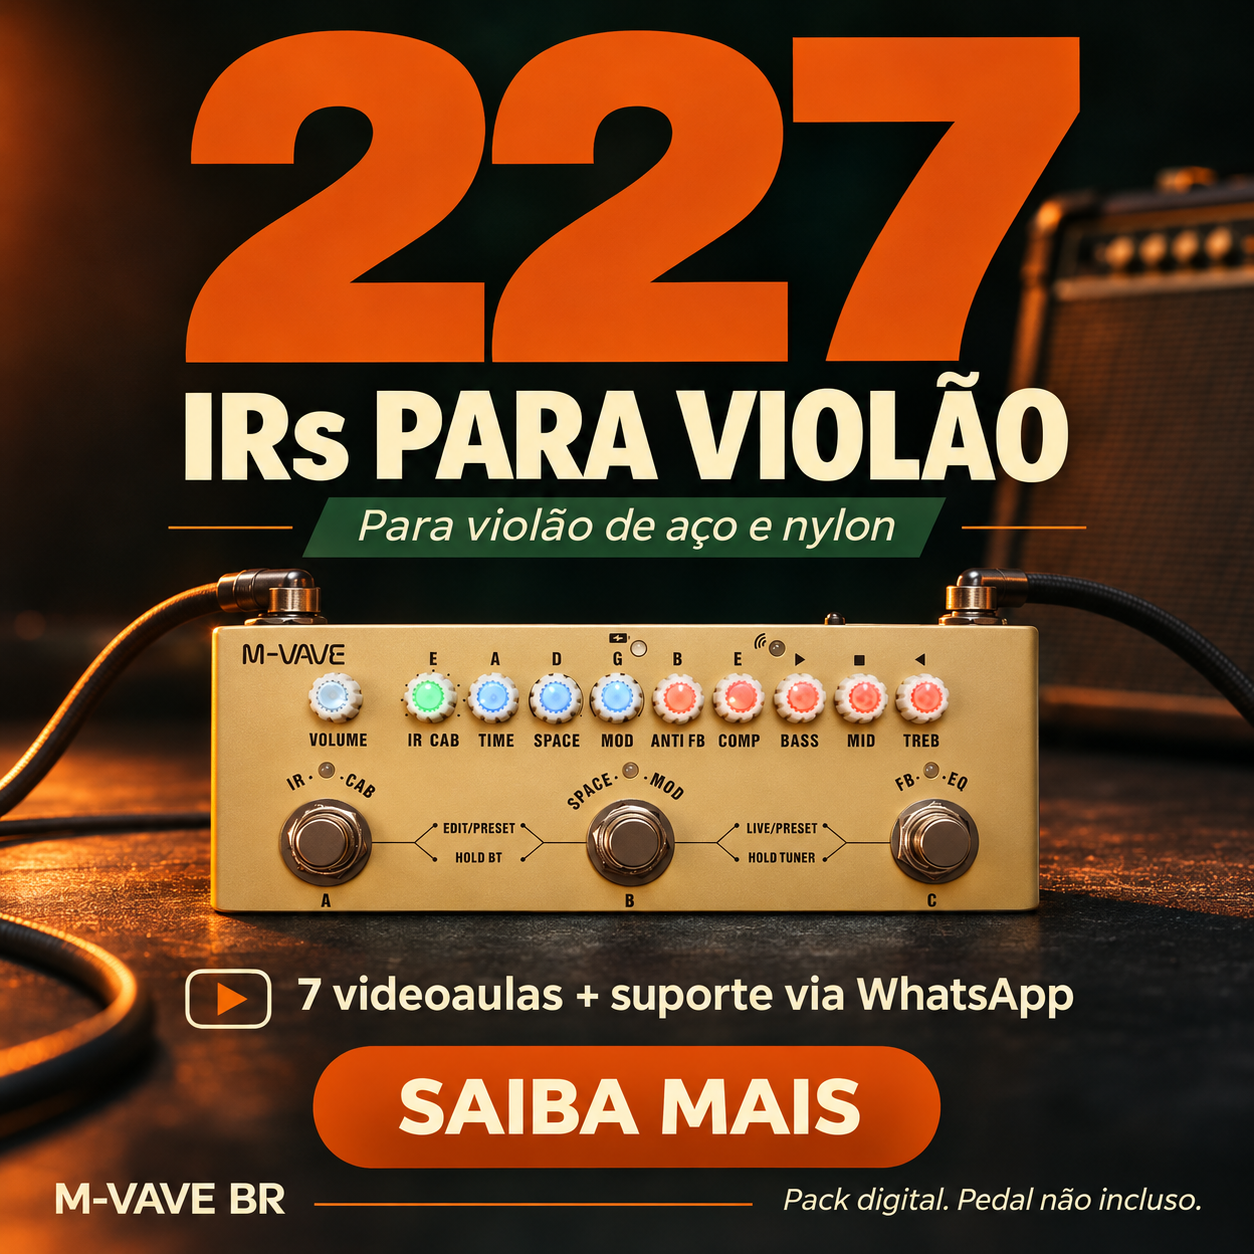 227
IRs PARA VIOLÃO
Para violão de aço e nylon
M-VAVE
E A D G B E
VOLUME IR CAB TIME SPACE MOD ANTI FB COMP BASS MID TREB
IR · · CAB SPACE · · MOD FB · · EQ
EDIT/PRESET LIVE/PRESET
HOLD BT HOLD TUNER
A B C
7 videoaulas + suporte via WhatsApp
SAIBA MAIS
M-VAVE BR Pack digital. Pedal não incluso.